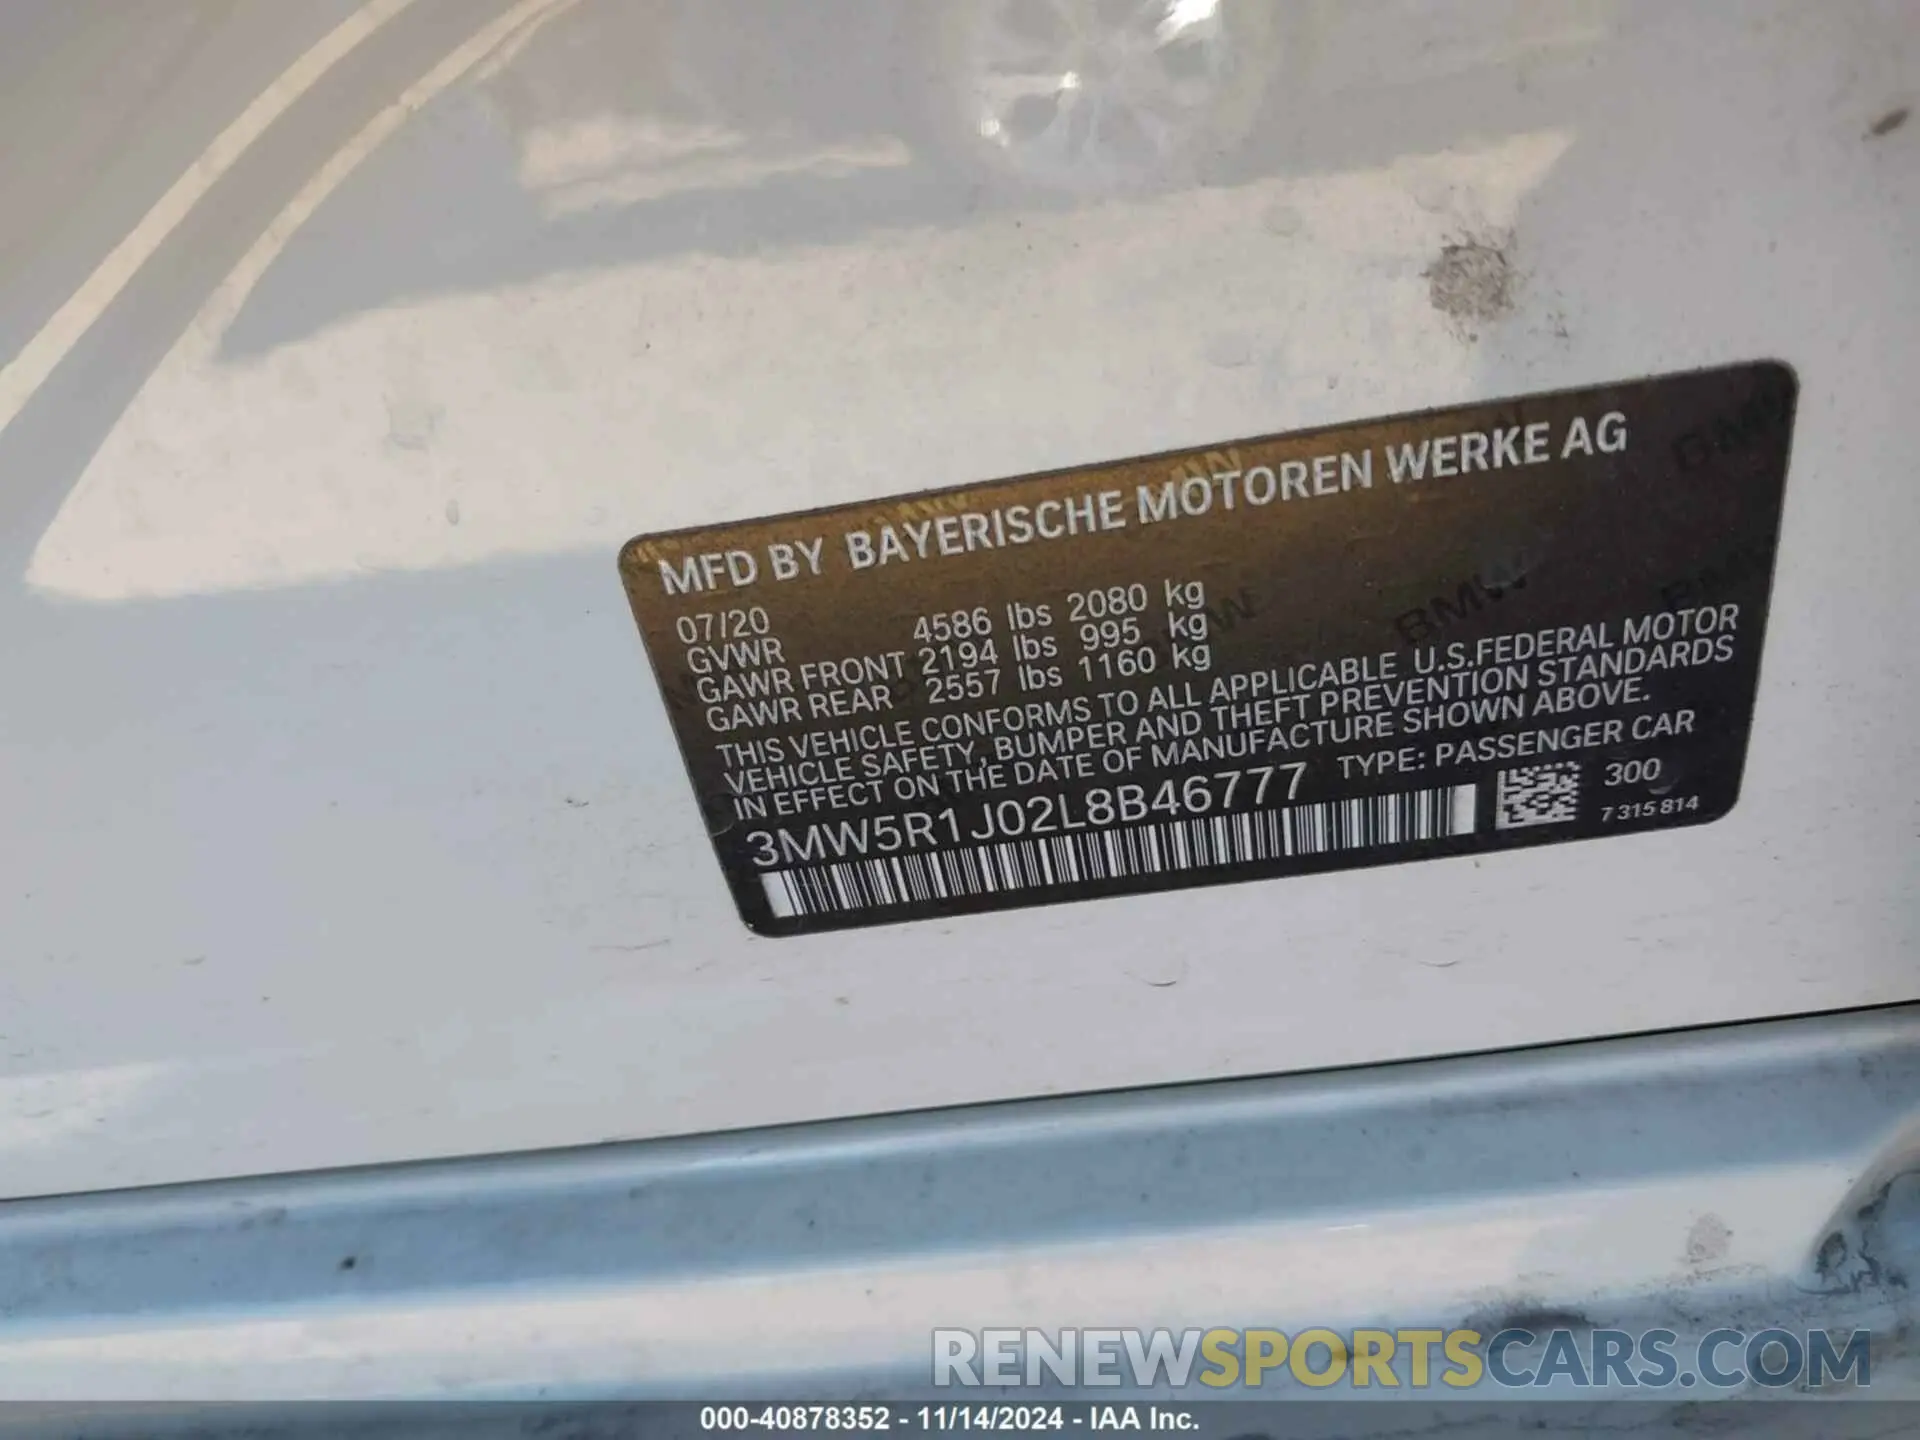 MFD BY BAYERISCHE MOTOREN WERKE AG
07/20
GVWR 4586 lbs 2080 kg
GAWR FRONT 2194 lbs 995 kg
GAWR REAR 2557 lbs 1160 kg
THIS VEHICLE CONFORMS TO ALL APPLICABLE U.S.FEDERAL MOTOR
VEHICLE SAFETY, BUMPER AND THEFT PREVENTION STANDARDS
IN EFFECT ON THE DATE OF MANUFACTURE SHOWN ABOVE.
3MW5R1J02L8B46777 TYPE: PASSENGER CAR
300
7 315 814
RENEWSPORTSCARS.COM
000-40878352 - 11/14/2024 - IAA Inc.